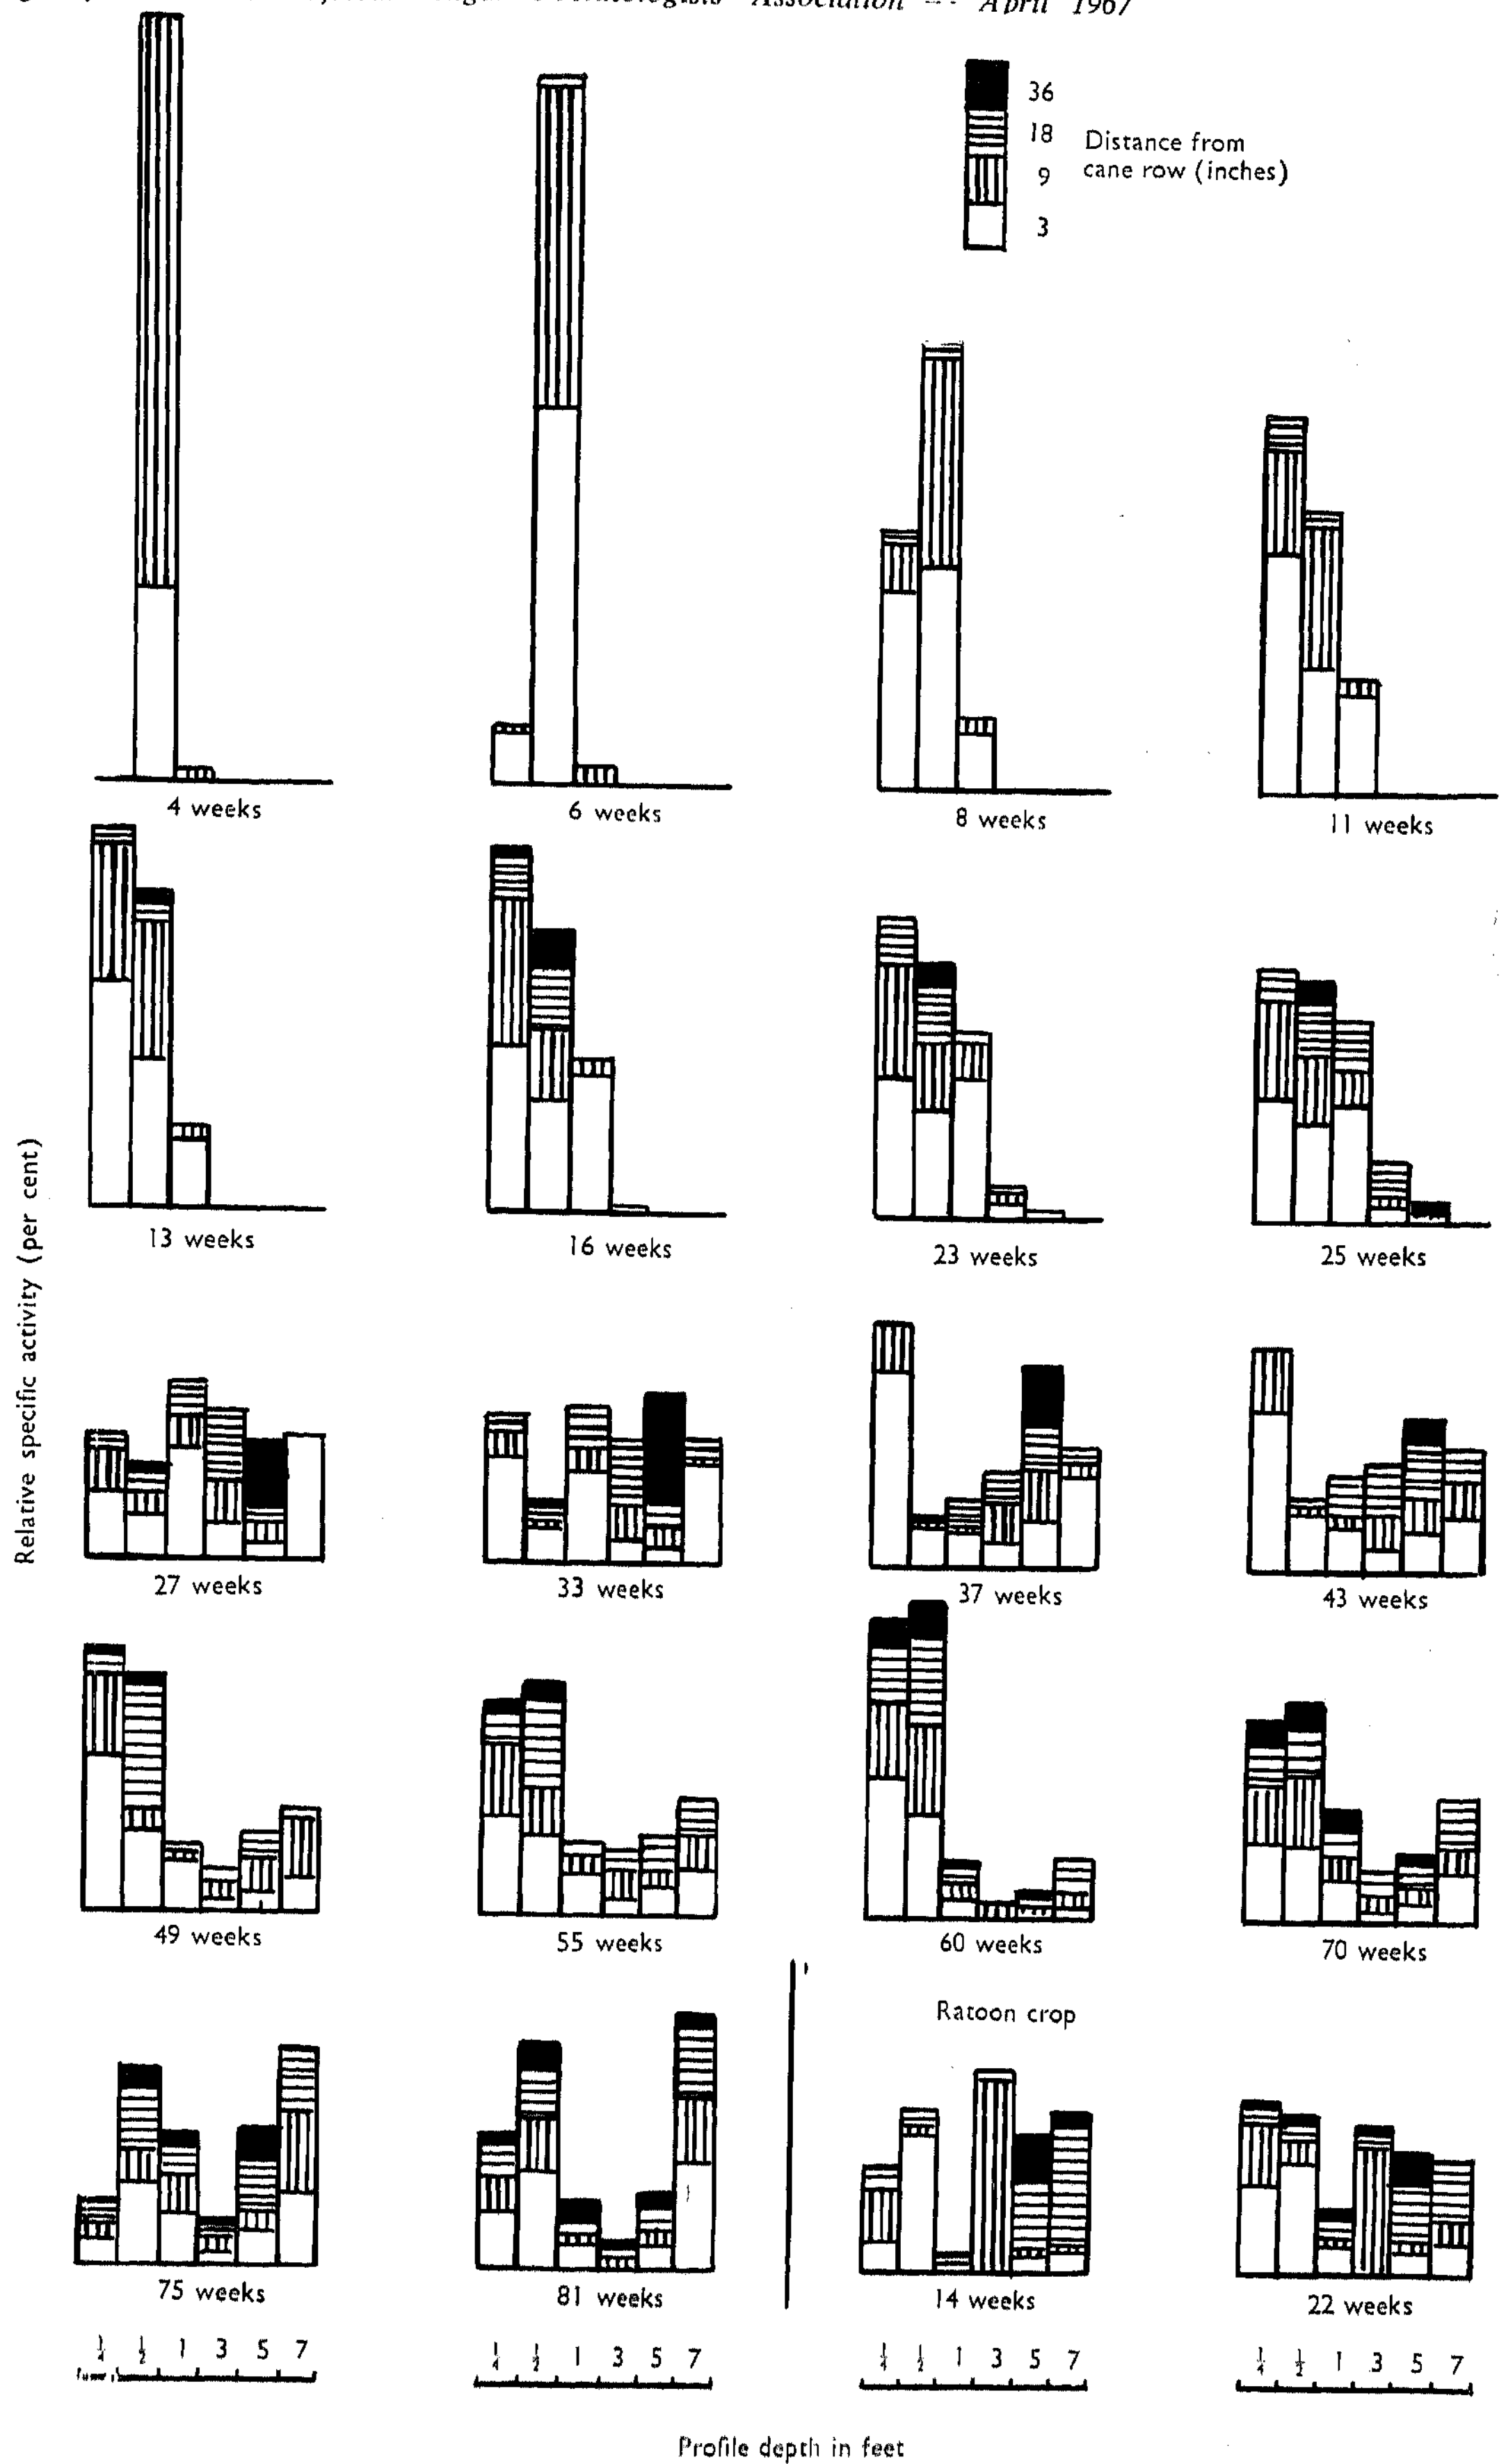 Association -- April 1967
36
18
9
3
Distance from
cane row (inches)
4 weeks
6 weeks
8 weeks
11 weeks
13 weeks
16 weeks
23 weeks
25 weeks
Relative specific activity (per cent)
27 weeks
33 weeks
37 weeks
43 weeks
49 weeks
55 weeks
60 weeks
70 weeks
Ratoon crop
75 weeks
81 weeks
14 weeks
22 weeks
¼ ½ 1 3 5 7
¼ ½ 1 3 5 7
¼ ½ 1 3 5 7
¼ ½ 1 3 5 7
Profile depth in feet